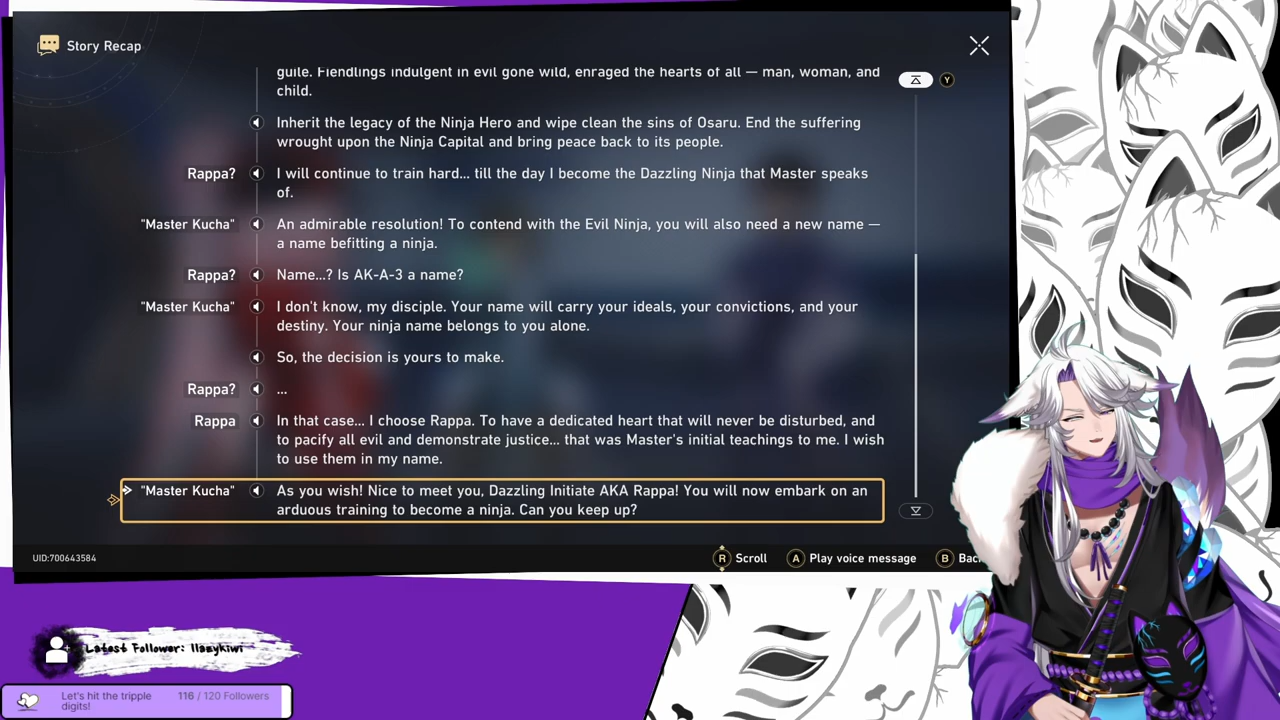 Story Recap
guile. Fiendlings indulgent in evil gone wild, enraged the hearts of all — man, woman, and
child.
Y
Inherit the legacy of the Ninja Hero and wipe clean the sins of Osaru. End the suffering
wrought upon the Ninja Capital and bring peace back to its people.
Rappa? I will continue to train hard... till the day I become the Dazzling Ninja that Master speaks
of.
"Master Kucha" An admirable resolution! To contend with the Evil Ninja, you will also need a new name —
a name befitting a ninja.
Rappa? Name...? Is AK-A-3 a name?
"Master Kucha" I don't know, my disciple. Your name will carry your ideals, your convictions, and your
destiny. Your ninja name belongs to you alone.
So, the decision is yours to make.
Rappa? ...
Rappa In that case... I choose Rappa. To have a dedicated heart that will never be disturbed, and
to pacify all evil and demonstrate justice... that was Master's initial teachings to me. I wish
to use them in my name.
"Master Kucha" As you wish! Nice to meet you, Dazzling Initiate AKA Rappa! You will now embark on an
arduous training to become a ninja. Can you keep up?
UID:700643584
R Scroll A Play voice message B Bac
Latest Follower: llazykiwi
Let's hit the tripple 116 / 120 Followers
digits!